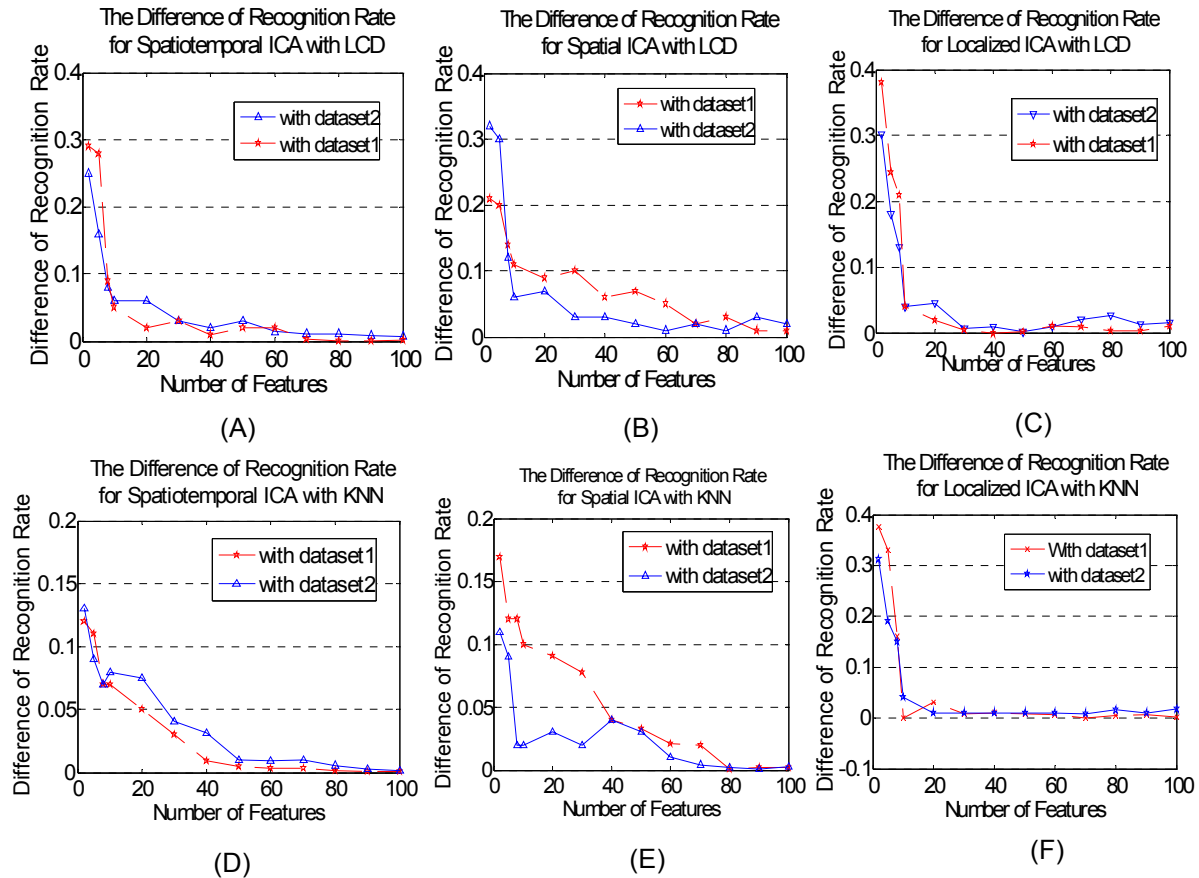 The Difference of Recognition Rate
for Spatiotemporal ICA with LCD
Difference of Recognition Rate
0.4
0.3
0.2
0.1
0
with dataset2
with dataset1
0 20 40 60 80 100
Number of Features
(A)
The Difference of Recognition Rate
for Spatial ICA with LCD
Difference of Recognition Rate
0.4
0.3
0.2
0.1
0
with dataset1
with dataset2
0 20 40 60 80 100
Number of Features
(B)
The Difference of Recognition Rate
for Localized ICA with LCD
Difference of Recognition Rate
0.4
0.3
0.2
0.1
0
with dataset2
with dataset1
0 20 40 60 80 100
Number of Features
(C)
The Difference of Recognition Rate
for Spatiotemporal ICA with KNN
Difference of Recognition Rate
0.2
0.15
0.1
0.05
0
with dataset1
with dataset2
0 20 40 60 80 100
Number of Features
(D)
The Difference of Recognition Rate
for Spatial ICA with KNN
Difference of Recognition Rate
0.2
0.15
0.1
0.05
0
with dataset1
with dataset2
0 20 40 60 80 100
Number of Features
(E)
The Difference of Recognition Rate
for Localized ICA with KNN
Difference of Recognition Rate
0.4
0.3
0.2
0.1
0
-0.1
With dataset1
with dataset2
0 20 40 60 80 100
Number of Features
(F)